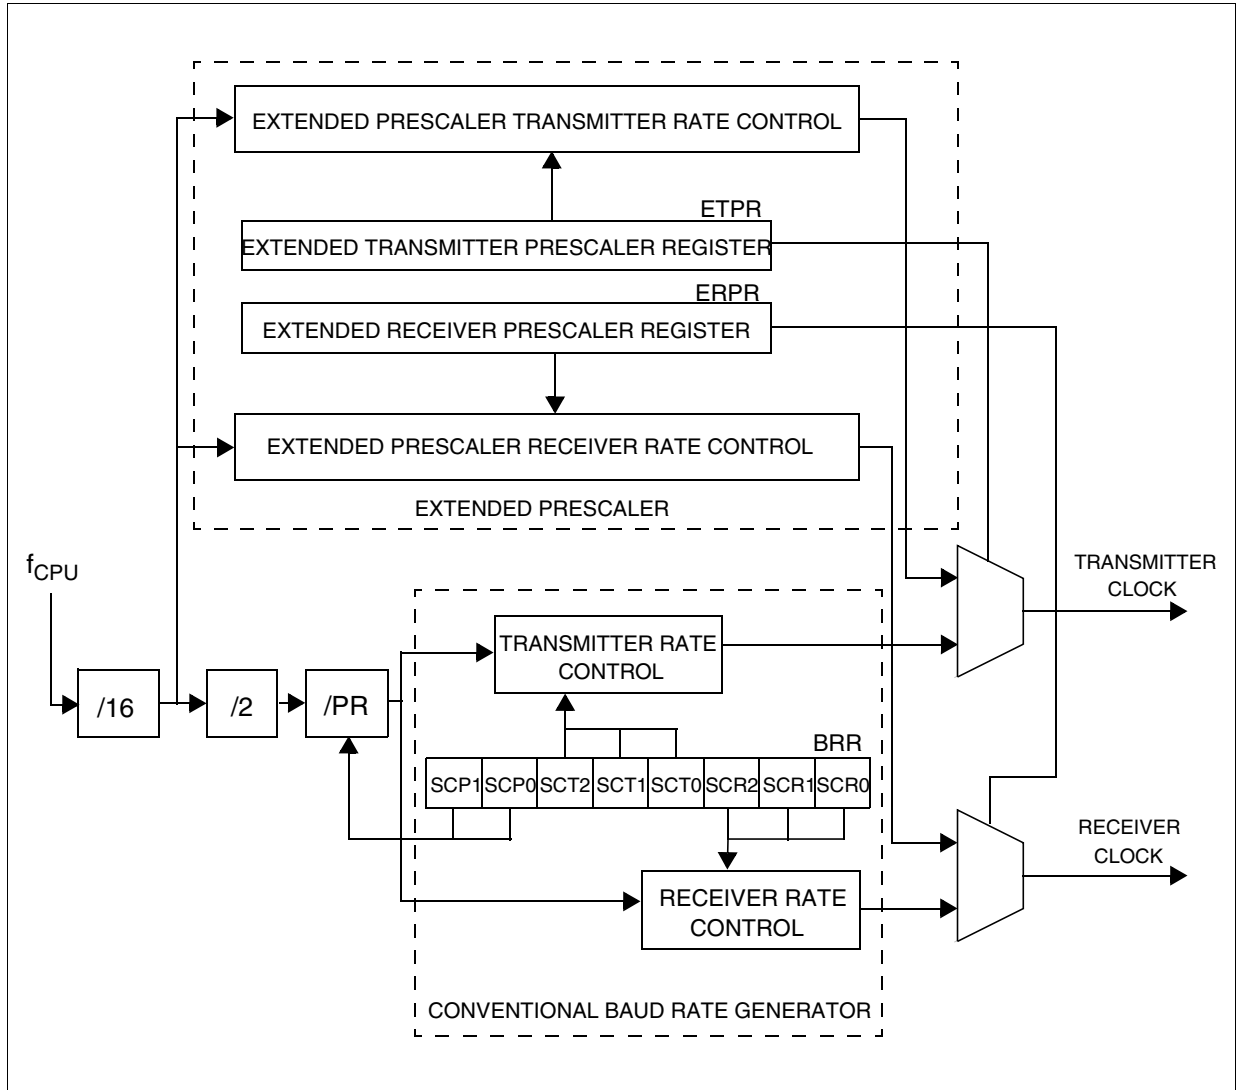 EXTENDED PRESCALER TRANSMITTER RATE CONTROL
ETPR
EXTENDED TRANSMITTER PRESCALER REGISTER
ERPR
EXTENDED RECEIVER PRESCALER REGISTER
EXTENDED PRESCALER RECEIVER RATE CONTROL
EXTENDED PRESCALER
fCPU
TRANSMITTER
CLOCK
TRANSMITTER RATE
CONTROL
/16
/2
/PR
BRR
SCP1 SCP0 SCT2 SCT1 SCT0 SCR2 SCR1 SCR0
RECEIVER
CLOCK
RECEIVER RATE
CONTROL
CONVENTIONAL BAUD RATE GENERATOR